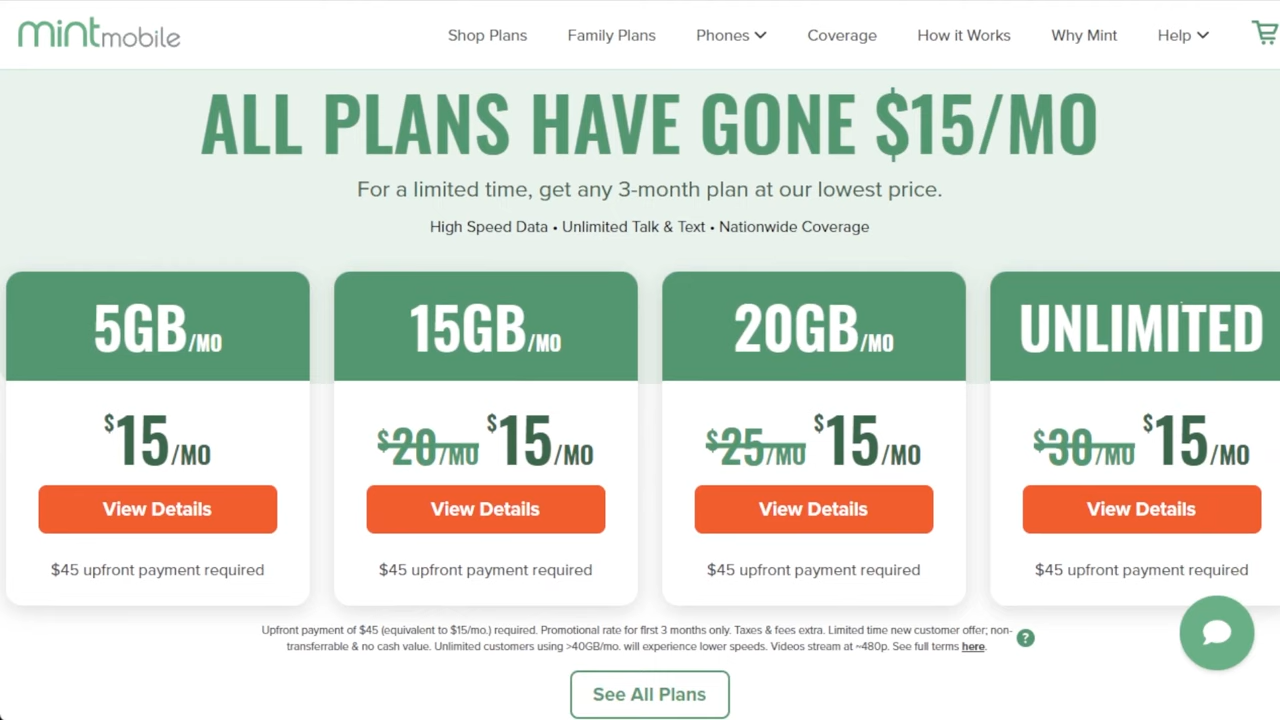 mintmobile
Shop Plans Family Plans Phones Coverage How it Works Why Mint Help
ALL PLANS HAVE GONE $15/MO
For a limited time, get any 3-month plan at our lowest price.
High Speed Data • Unlimited Talk & Text • Nationwide Coverage
5GB/MO
$15/MO
View Details
$45 upfront payment required
15GB/MO
$20/MO $15/MO
View Details
$45 upfront payment required
20GB/MO
$25/MO $15/MO
View Details
$45 upfront payment required
UNLIMITED
$30/MO $15/MO
View Details
$45 upfront payment required
Upfront payment of $45 (equivalent to $15/mo.) required. Promotional rate for first 3 months only. Taxes & fees extra. Limited time new customer offer; non-
transferrable & no cash value. Unlimited customers using >40GB/mo. will experience lower speeds. Videos stream at ~480p. See full terms here.
?
See All Plans